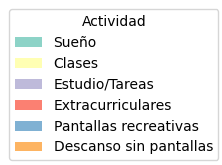 Actividad
Sueño
Clases
Estudio/Tareas
Extracurriculares
Pantallas recreativas
Descanso sin pantallas